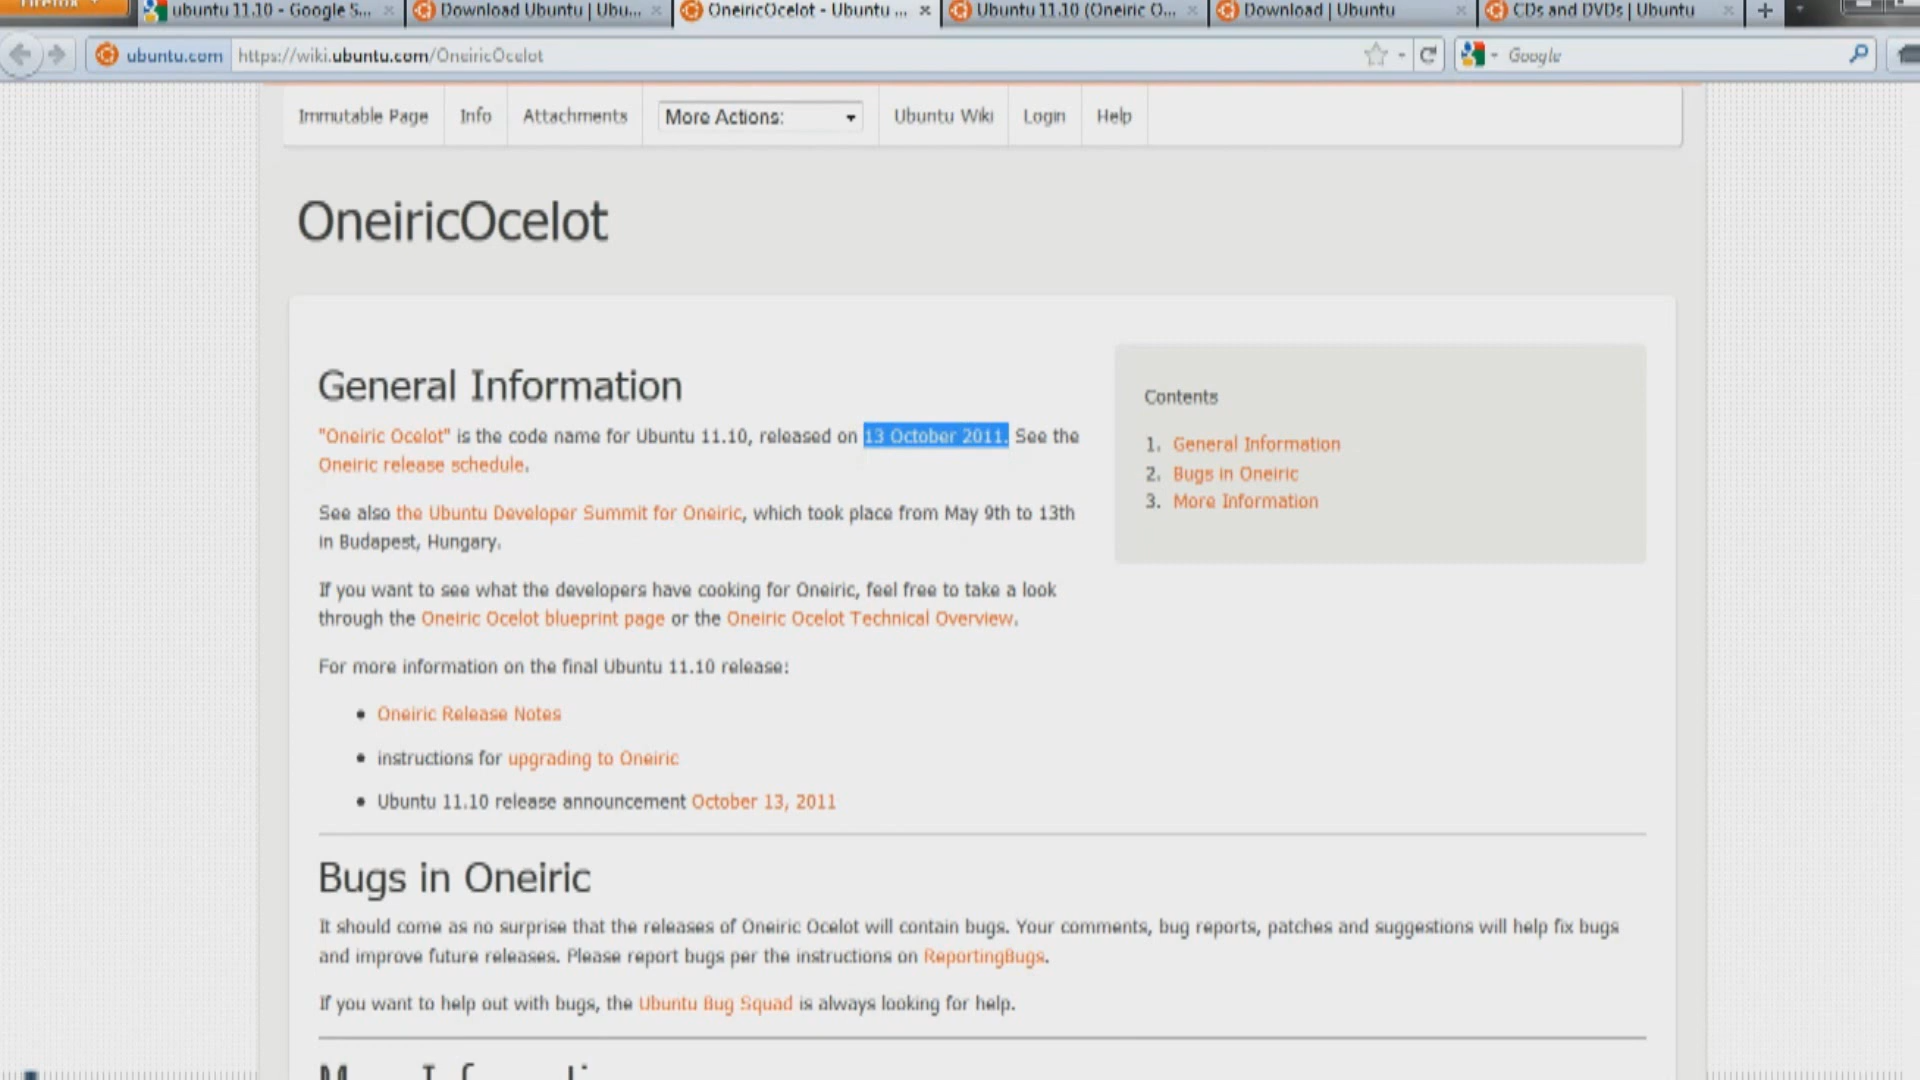 ubuntu 11.10 - Google S...
Download Ubuntu | Ubu...
OneiricOcelot - Ubuntu ...
Ubuntu 11.10 (Oneiric O...
Download | Ubuntu
CDs and DVDs | Ubuntu
ubuntu.com https://wiki.ubuntu.com/OneiricOcelot
Google
Immutable Page Info Attachments More Actions: Ubuntu Wiki Login Help
OneiricOcelot
General Information
"Oneiric Ocelot" is the code name for Ubuntu 11.10, released on 13 October 2011. See the
Oneiric release schedule.
See also the Ubuntu Developer Summit for Oneiric, which took place from May 9th to 13th
in Budapest, Hungary.
If you want to see what the developers have cooking for Oneiric, feel free to take a look
through the Oneiric Ocelot blueprint page or the Oneiric Ocelot Technical Overview.
For more information on the final Ubuntu 11.10 release:
• Oneiric Release Notes
• instructions for upgrading to Oneiric
• Ubuntu 11.10 release announcement October 13, 2011
Contents
1. General Information
2. Bugs in Oneiric
3. More Information
Bugs in Oneiric
It should come as no surprise that the releases of Oneiric Ocelot will contain bugs. Your comments, bug reports, patches and suggestions will help fix bugs
and improve future releases. Please report bugs per the instructions on ReportingBugs.
If you want to help out with bugs, the Ubuntu Bug Squad is always looking for help.